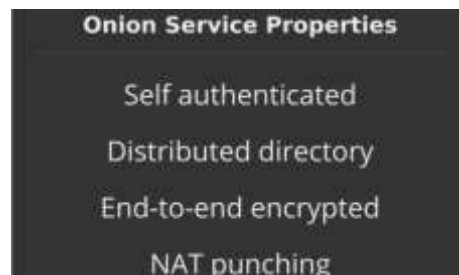 Onion Service Properties
Self authenticated
Distributed directory
End-to-end encrypted
NAT punching